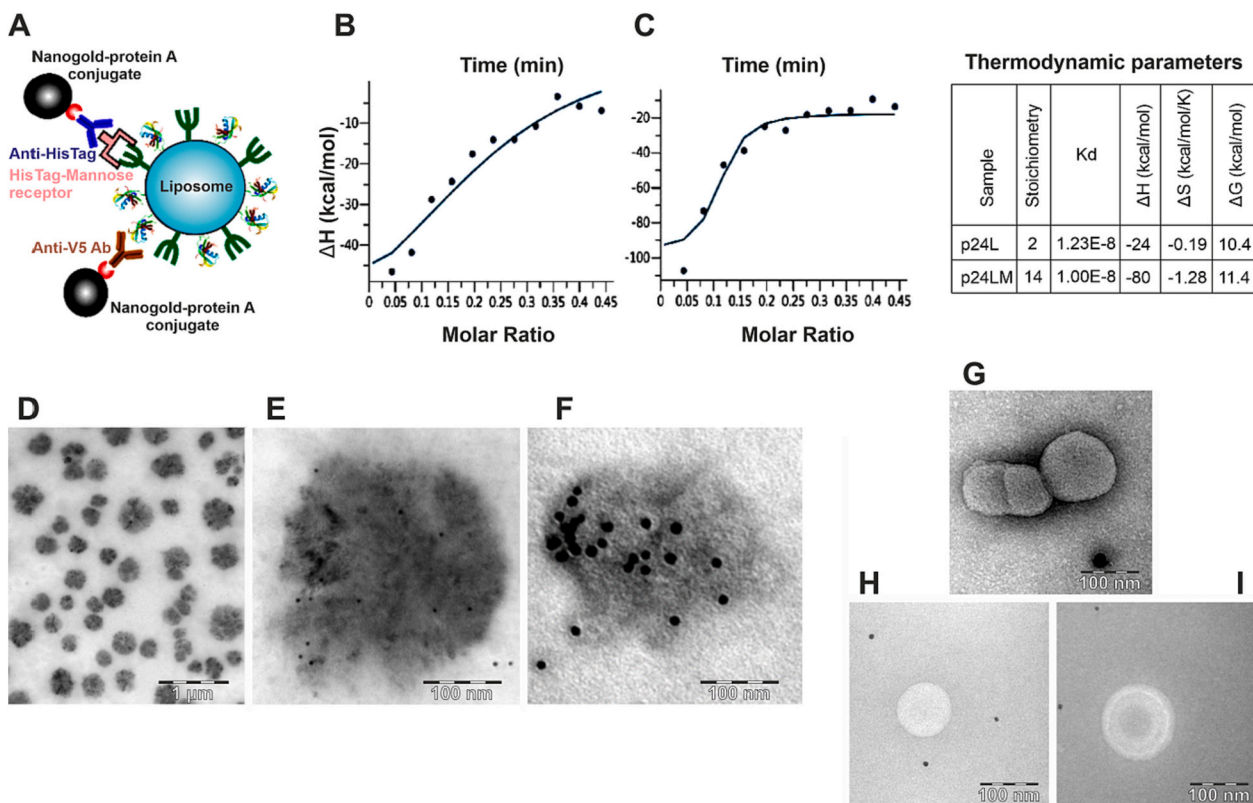 A
Nanogold-protein A
conjugate
Anti-HisTag
HisTag-Mannose
receptor
Liposome
Anti-V5 Ab
Nanogold-protein A
conjugate
B
Time (min)
ΔH (kcal/mol)
-10
-20
-30
-40
0
0.05
0.1
0.15
0.2
0.25
0.3
0.35
0.4
0.45
Molar Ratio
C
Time (min)
-20
-40
-60
-80
-100
0
0.05
0.1
0.15
0.2
0.25
0.3
0.35
0.4
0.45
Molar Ratio
Thermodynamic parameters
Sample Stoichiometry Kd ΔH (kcal/mol) ΔS (kcal/mol/K) ΔG (kcal/mol)
p24L 2 1.23E-8 -24 -0.19 10.4
p24LM 14 1.00E-8 -80 -1.28 11.4
D
1 μm
E
100 nm
F
100 nm
G
100 nm
H
100 nm
I
100 nm